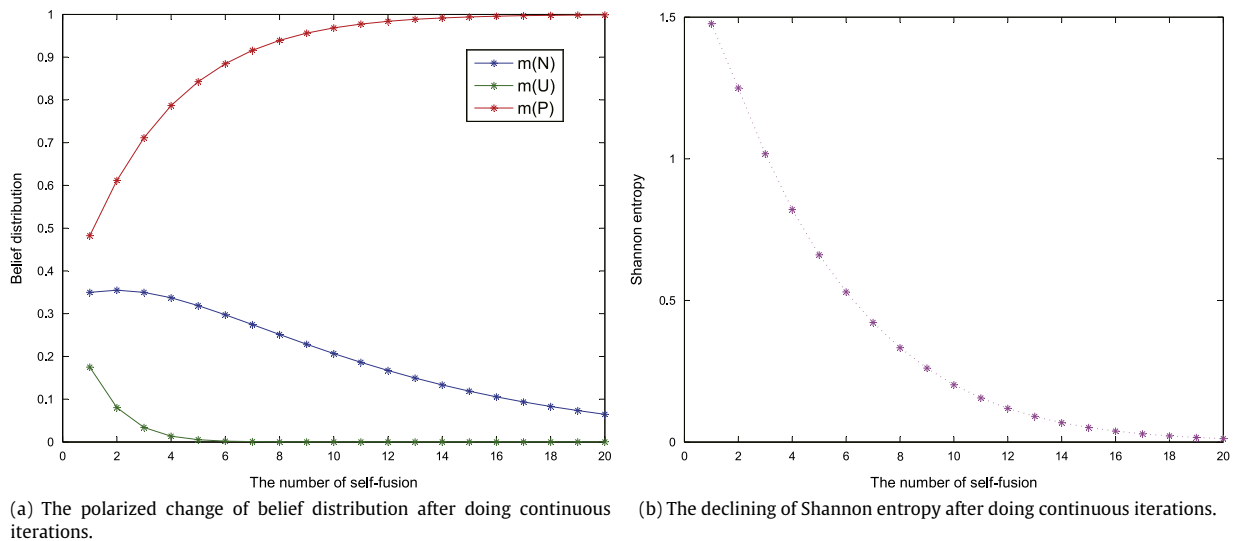 1
0.9
0.8
0.7
0.6
0.5
0.4
0.3
0.2
0.1
0
Belief distribution
m(N)
m(U)
m(P)
0 2 4 6 8 10 12 14 16 18 20
The number of self-fusion
(a) The polarized change of belief distribution after doing continuous
iterations.
1.5
1
0.5
0
Shannon entropy
0 2 4 6 8 10 12 14 16 18 20
The number of self-fusion
(b) The declining of Shannon entropy after doing continuous iterations.